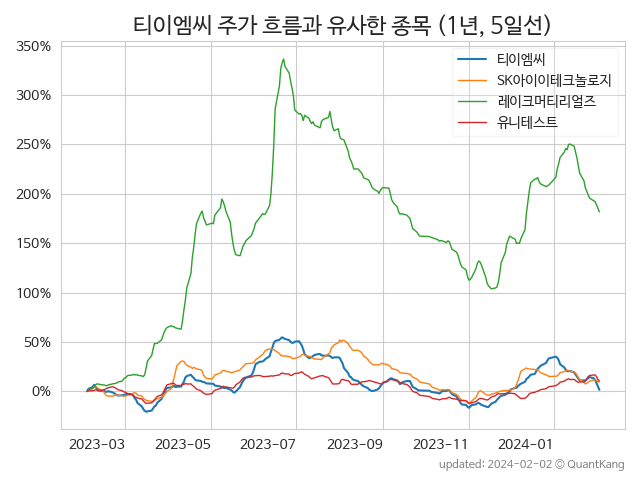 티이엠씨 주가 흐름과 유사한 종목 (1년, 5일선)
350%
300%
250%
200%
150%
100%
50%
0%
티이엠씨
SK아이이테크놀로지
레이크머티리얼즈
유니테스트
2023-03
2023-05
2023-07
2023-09
2023-11
2024-01
updated: 2024-02-02 © QuantKang